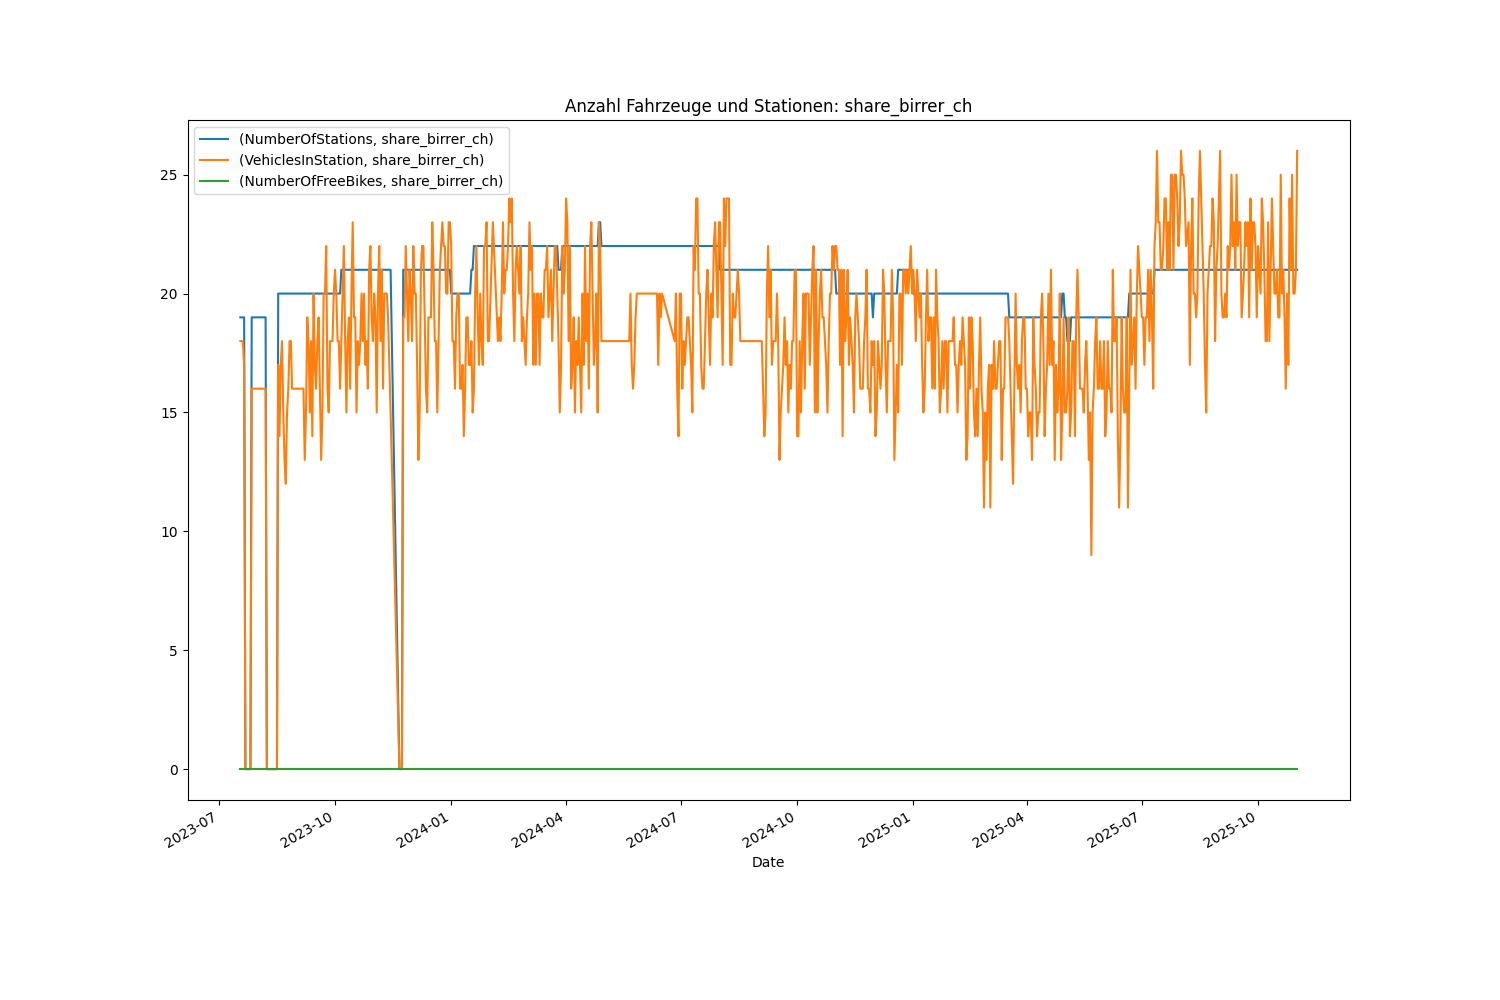 Anzahl Fahrzeuge und Stationen: share_birrer_ch
(NumberOfStations, share_birrer_ch)
(VehiclesInStation, share_birrer_ch)
(NumberOfFreeBikes, share_birrer_ch)
25
20
15
10
5
0
2023-07 2023-10 2024-01 2024-04 2024-07 2024-10 2025-01 2025-04 2025-07 2025-10
Date